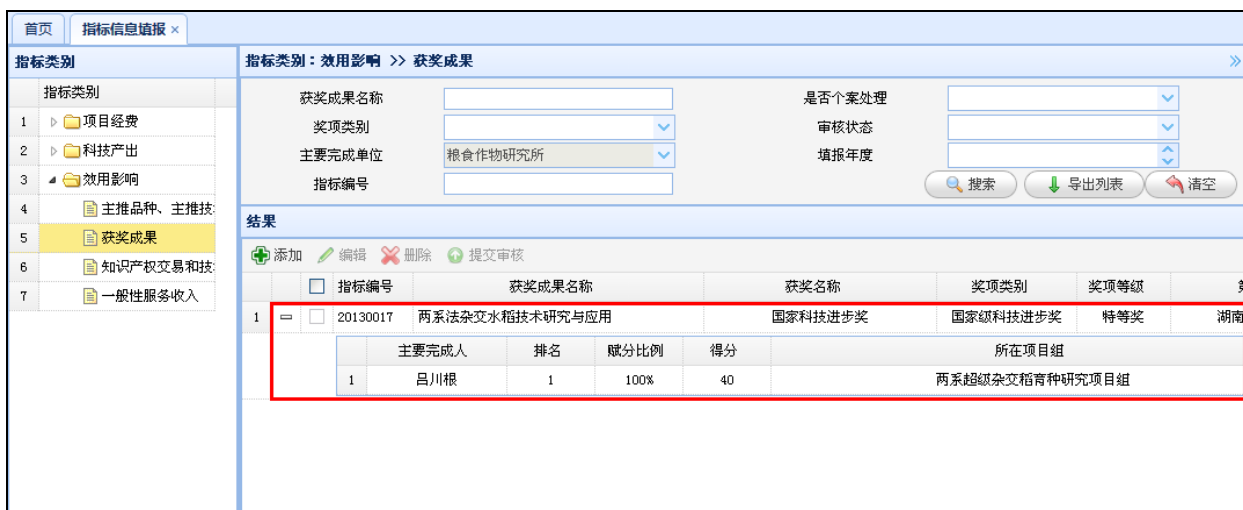 首页 指标信息填报 ×
指标类别
指标类别
1 项目经费
2 科技产出
3 效用影响
4 主推品种、主推技
5 获奖成果
6 知识产权交易和技
7 一般性服务收入
指标类别：效用影响 >> 获奖成果
获奖成果名称 是否个案处理
奖项类别 审核状态
主要完成单位 粮食作物研究所 填报年度
指标编号 搜索 导出列表 清空
结果
添加 编辑 删除 提交审核
指标编号 获奖成果名称 获奖名称 奖项类别 奖项等级
1 20130017 两系法杂交水稻技术研究与应用 国家科技进步奖 国家级科技进步奖 特等奖 湖南
主要完成人 排名 赋分比例 得分 所在项目组
1 吕川根 1 100% 40 两系超级杂交稻育种研究项目组